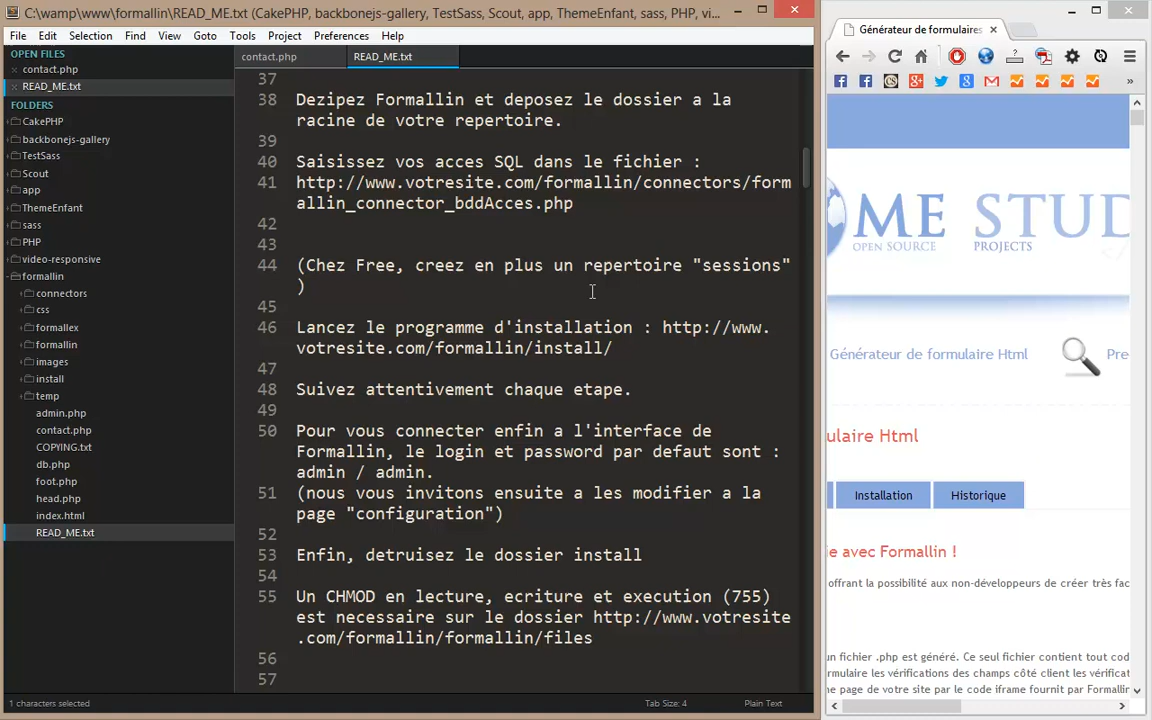 C:\wamp\www\formallin\READ_ME.txt (CakePHP, backbonejs-gallery, TestSass, Scout, app, ThemeEnfant, sass, PHP, vi...
File Edit Selection Find View Goto Tools Project Preferences Help
OPEN FILES
contact.php
READ_ME.txt
FOLDERS
CakePHP
backbonejs-gallery
TestSass
Scout
app
ThemeEnfant
sass
PHP
video-responsive
formallin
connectors
css
formallex
formallin
images
install
temp
admin.php
contact.php
COPYING.txt
db.php
foot.php
head.php
index.html
READ_ME.txt
contact.php READ_ME.txt
37
38 Dezipez Formallin et deposez le dossier a la
racine de votre repertoire.
39
40 Saisissez vos acces SQL dans le fichier :
41 http://www.votresite.com/formallin/connectors/form
allin_connector_bddAcces.php
42
43
44 (Chez Free, creez en plus un repertoire "sessions"
)
45
46 Lancez le programme d'installation : http://www.
votresite.com/formallin/install/
47
48 Suivez attentivement chaque etape.
49
50 Pour vous connecter enfin a l'interface de
Formallin, le login et password par defaut sont :
admin / admin.
51 (nous vous invitons ensuite a les modifier a la
page "configuration")
52
53 Enfin, detruisez le dossier install
54
55 Un CHMOD en lecture, ecriture et execution (755)
est necessaire sur le dossier http://www.votresite
.com/formallin/formallin/files
56
57
1 characters selected Tab Size: 4 Plain Text
Générateur de formulaires
ME STUD
OPEN SOURCE PROJECTS
Générateur de formulaire Html Pre
ulaire Html
Installation Historique
ie avec Formallin !
offrant la possibilité aux non-développeurs de créer très fac
un fichier .php est généré. Ce seul fichier contient tout cod
rmulaire les vérifications des champs côté client les vérificat
ne page de votre site par le code iframe fournit par Formallin